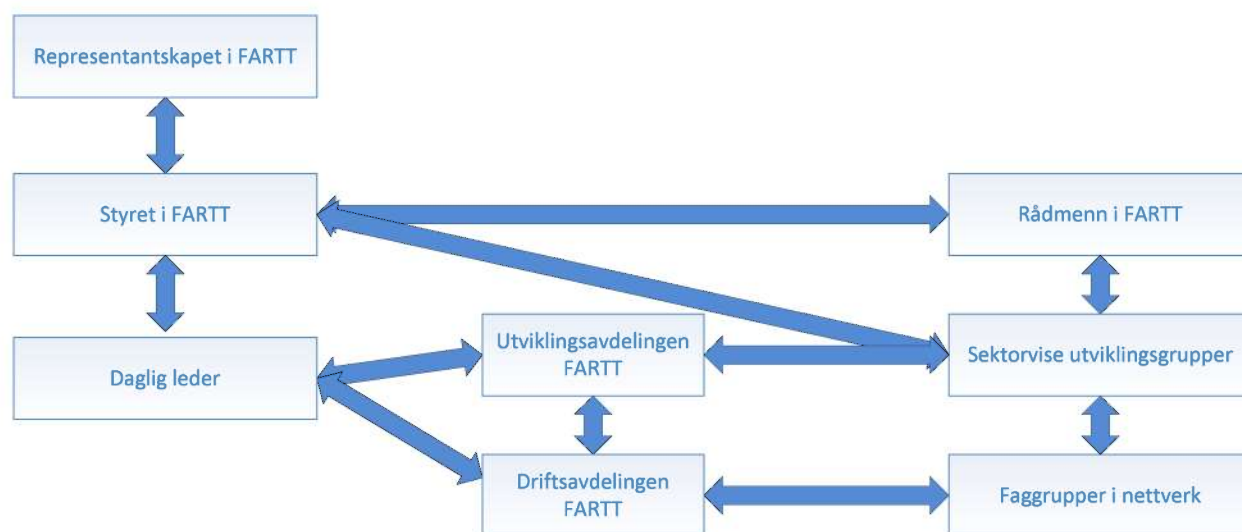 Representantskapet i FARTT
Styret i FARTT
Rådmenn i FARTT
Daglig leder
Utviklingsavdelingen
FARTT
Sektorvise utviklingsgrupper
Driftsavdelingen
FARTT
Faggrupper i nettverk